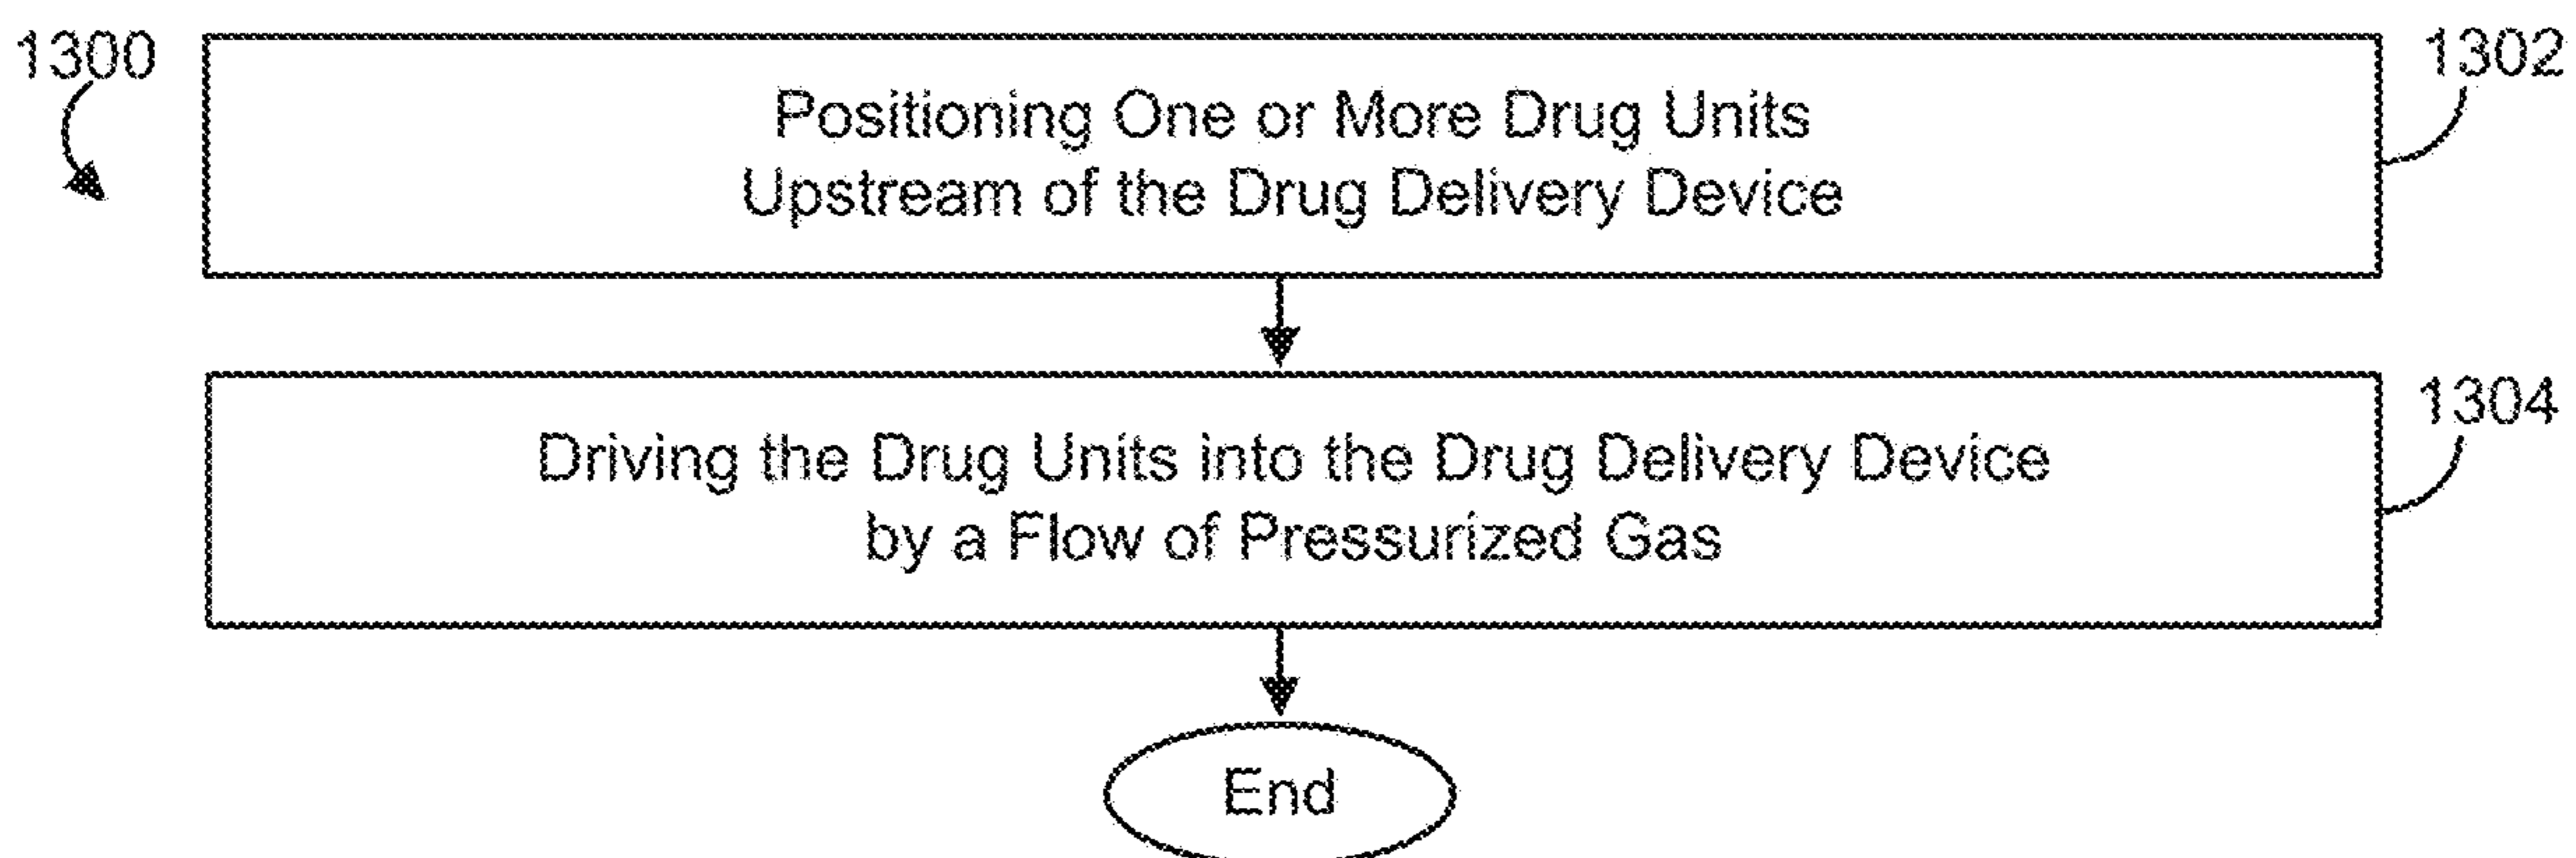 1300
1302
Positioning One or More Drug Units
Upstream of the Drug Delivery Device
1304
Driving the Drug Units into the Drug Delivery Device
by a Flow of Pressurized Gas
End